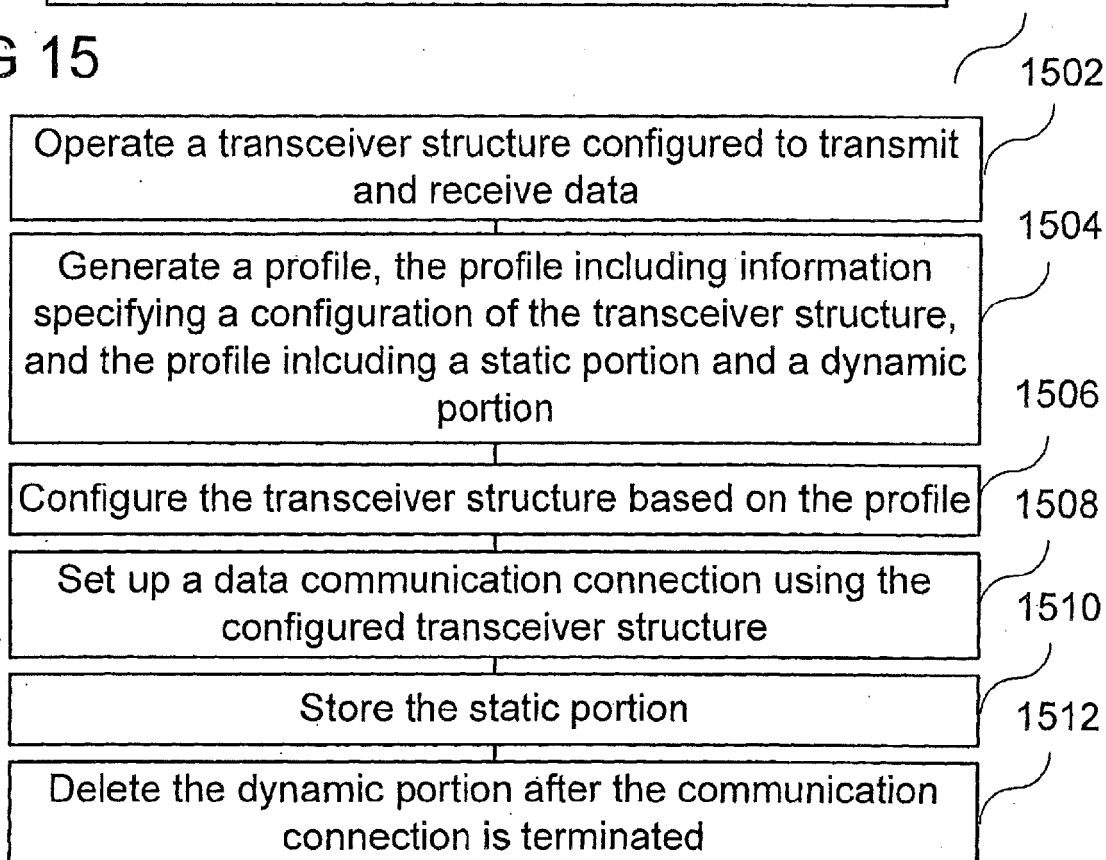 G 15
1502
Operate a transceiver structure configured to transmit
and receive data
1504
Generate a profile, the profile including information
specifying a configuration of the transceiver structure,
and the profile inlcuding a static portion and a dynamic
portion
1506
Configure the transceiver structure based on the profile
1508
Set up a data communication connection using the
configured transceiver structure
1510
Store the static portion
1512
Delete the dynamic portion after the communication
connection is terminated